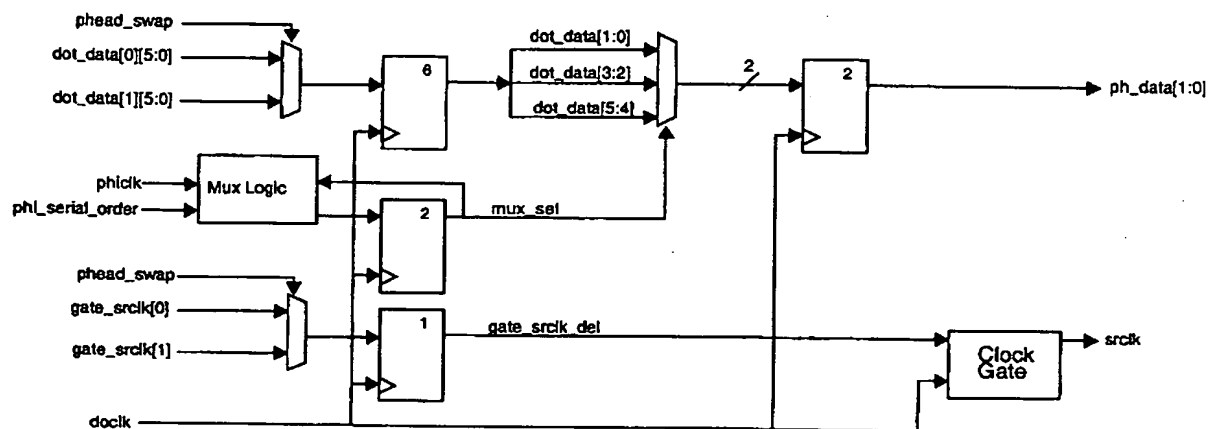 phead_swap
dot_data[0][5:0]
dot_data[1][5:0]
6
dot_data[1:0]
dot_data[3:2]
dot_data[5:4]
2
2
ph_data[1:0]
phiclk
phi_serial_order
Mux Logic
2
mux_sel
phead_swap
gate_srclk[0]
gate_srclk[1]
1
gate_srclk_del
Clock
Gate
srclk
doclk